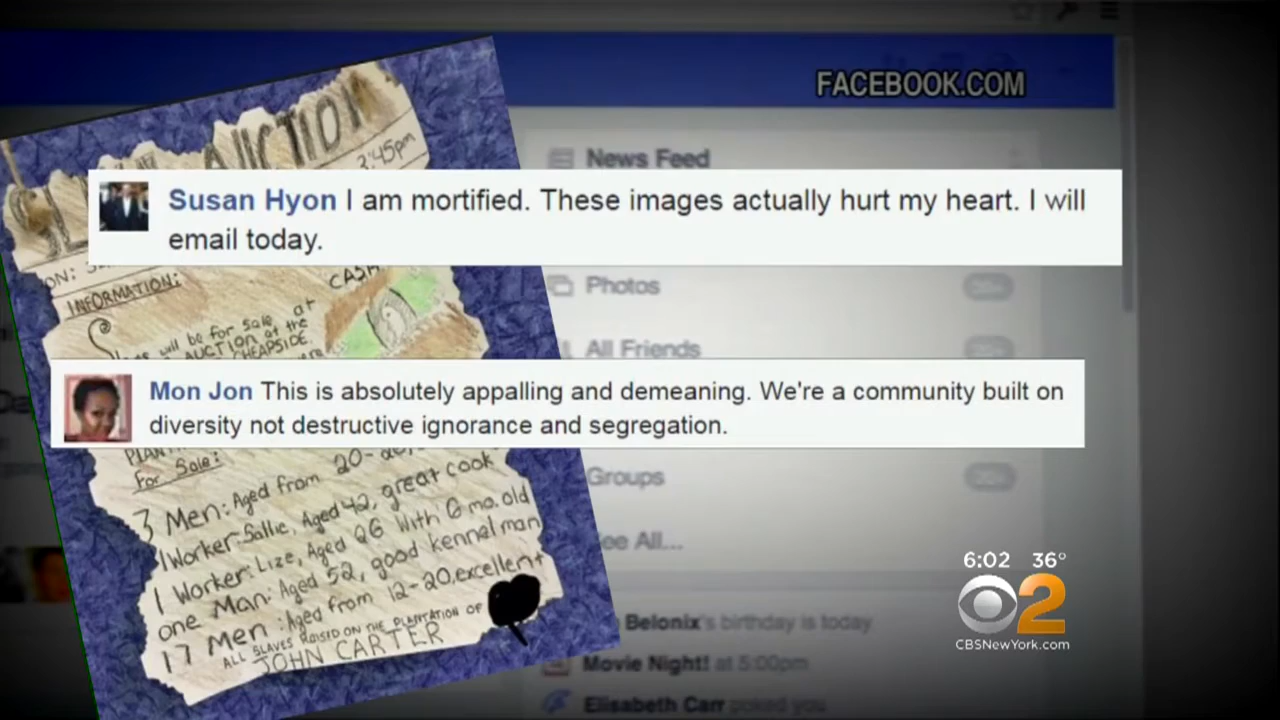 FACEBOOK.COM
AUCTION
3:45pm
News Feed
Susan Hyon I am mortified. These images actually hurt my heart. I will
email today.
INFORMATION:
CASH
Photos
will be for sale at
AUCTION at the
CHEAPSIDE.
All Friends
Mon Jon This is absolutely appalling and demeaning. We're a community built on
diversity not destructive ignorance and segregation.
For Sale:
Groups
3 Men: Aged from 20-
1 Worker: Sallie, Aged 42, great cook
1 Worker: Lize, Aged 26 with 6 mo. old
one Man: Aged 52, good kennel man
17 Men: Aged from 12-20, excellent
ALL SLAVES RAISED ON THE PLANTATION OF
JOHN CARTER
See All...
Belonix's birthday is today
Movie Night! at 5:00pm
Elisabeth Carr poked you
6:02 36°
2
CBSNewYork.com